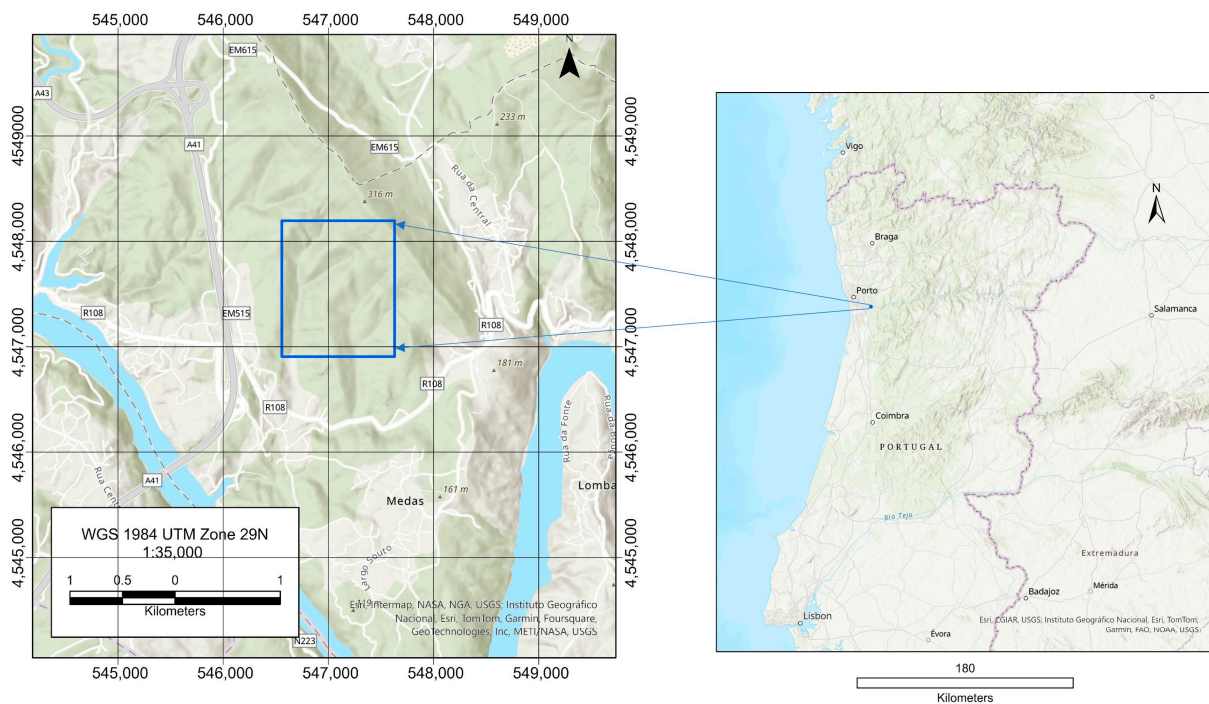 545,000 546,000 547,000 548,000 549,000
N
EM615
A43
A41
EM615
233 m
Rua da Central
316 m
4549,000
4,548,000
4,547,000
4,546,000
4,545,000
4,549,000
4,548,000
4,547,000
4,546,000
4,545,000
R108
EM515
R108
181 m
R108
R108
Rua da Fonte
A41
Medas
161 m
Lomba
Largo Souro
WGS 1984 UTM Zone 29N
1:35,000
1 0.5 0 1
Kilometers
Esri, Intermap, NASA, NGA, USGS; Instituto Geográfico
Nacional, Esri, TomTom, Garmin, Foursquare,
GeoTechnologies, Inc, METI/NASA, USGS
N223
545,000 546,000 547,000 548,000 549,000
Vigo
N
Braga
Porto
Salamanca
Coimbra
PORTUGAL
Rio Tejo
Extremadura
Mérida
Badajoz
Lisbon
Évora
Esri, CGIAR, USGS; Instituto Geográfico Nacional, Esri, TomTom,
Garmin, FAO, NOAA, USGS
180
Kilometers